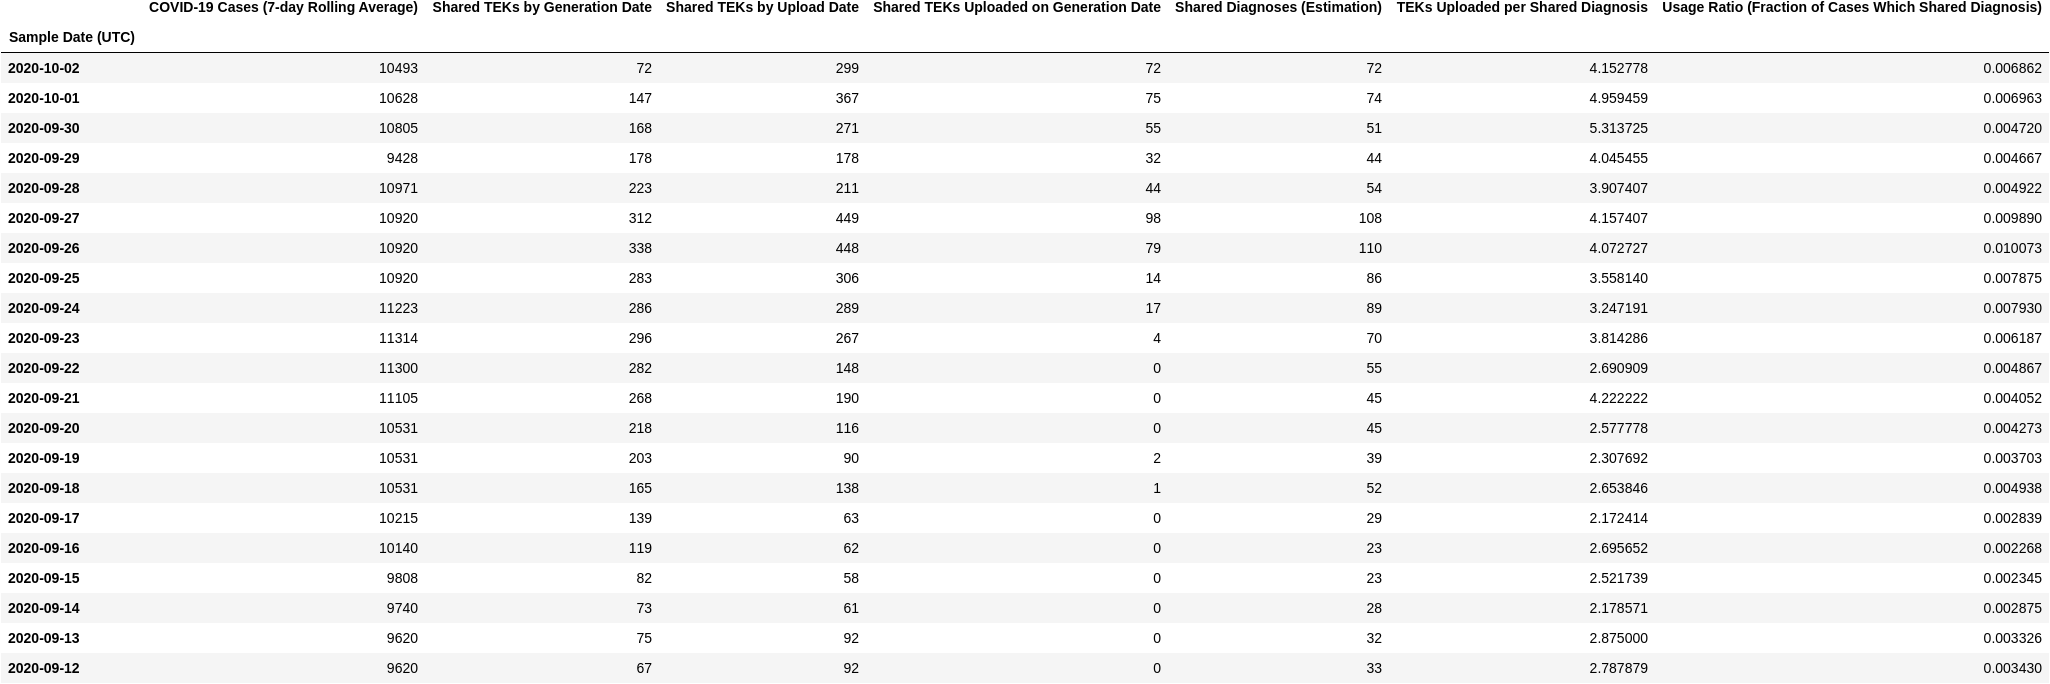 COVID-19 Cases (7-day Rolling Average) Shared TEKs by Generation Date Shared TEKs by Upload Date Shared TEKs Uploaded on Generation Date Shared Diagnoses (Estimation) TEKs Uploaded per Shared Diagnosis Usage Ratio (Fraction of Cases Which Shared Diagnosis)
Sample Date (UTC)
2020-10-02 10493 72 299 72 72 4.152778 0.006862
2020-10-01 10628 147 367 75 74 4.959459 0.006963
2020-09-30 10805 168 271 55 51 5.313725 0.004720
2020-09-29 9428 178 178 32 44 4.045455 0.004667
2020-09-28 10971 223 211 44 54 3.907407 0.004922
2020-09-27 10920 312 449 98 108 4.157407 0.009890
2020-09-26 10920 338 448 79 110 4.072727 0.010073
2020-09-25 10920 283 306 14 86 3.558140 0.007875
2020-09-24 11223 286 289 17 89 3.247191 0.007930
2020-09-23 11314 296 267 4 70 3.814286 0.006187
2020-09-22 11300 282 148 0 55 2.690909 0.004867
2020-09-21 11105 268 190 0 45 4.222222 0.004052
2020-09-20 10531 218 116 0 45 2.577778 0.004273
2020-09-19 10531 203 90 2 39 2.307692 0.003703
2020-09-18 10531 165 138 1 52 2.653846 0.004938
2020-09-17 10215 139 63 0 29 2.172414 0.002839
2020-09-16 10140 119 62 0 23 2.695652 0.002268
2020-09-15 9808 82 58 0 23 2.521739 0.002345
2020-09-14 9740 73 61 0 28 2.178571 0.002875
2020-09-13 9620 75 92 0 32 2.875000 0.003326
2020-09-12 9620 67 92 0 33 2.787879 0.003430